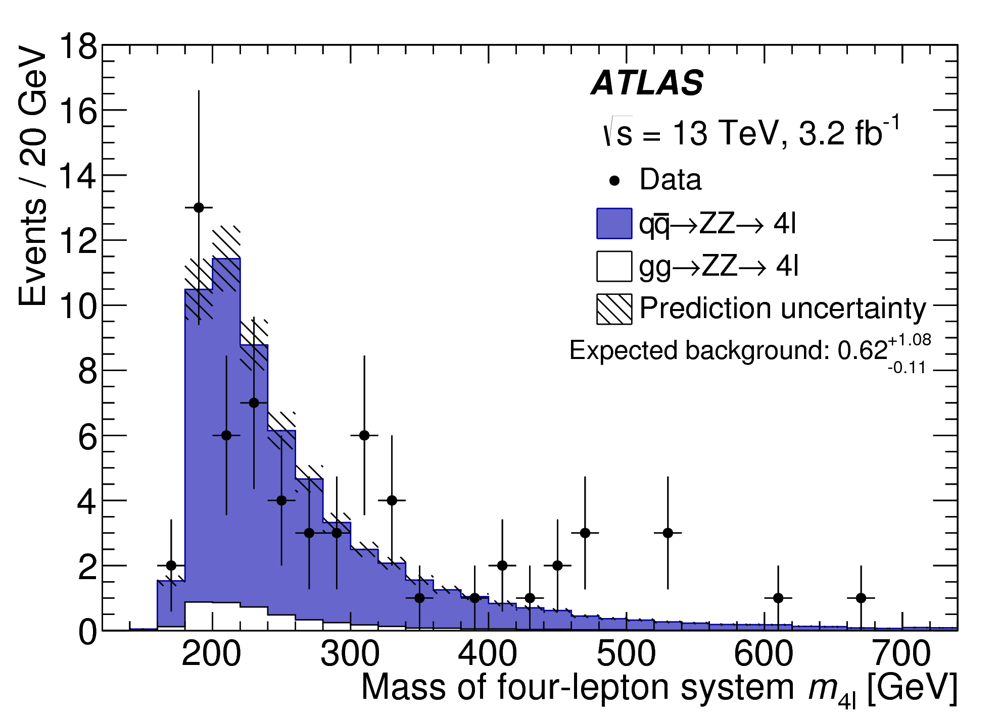 Events / 20 GeV
18
16
14
12
10
8
6
4
2
0
ATLAS
√s = 13 TeV, 3.2 fb⁻¹
Data
qq̅→ZZ→ 4l
gg→ZZ→ 4l
Prediction uncertainty
Expected background: 0.62 +1.08 -0.11
200 300 400 500 600 700
Mass of four-lepton system m4l [GeV]